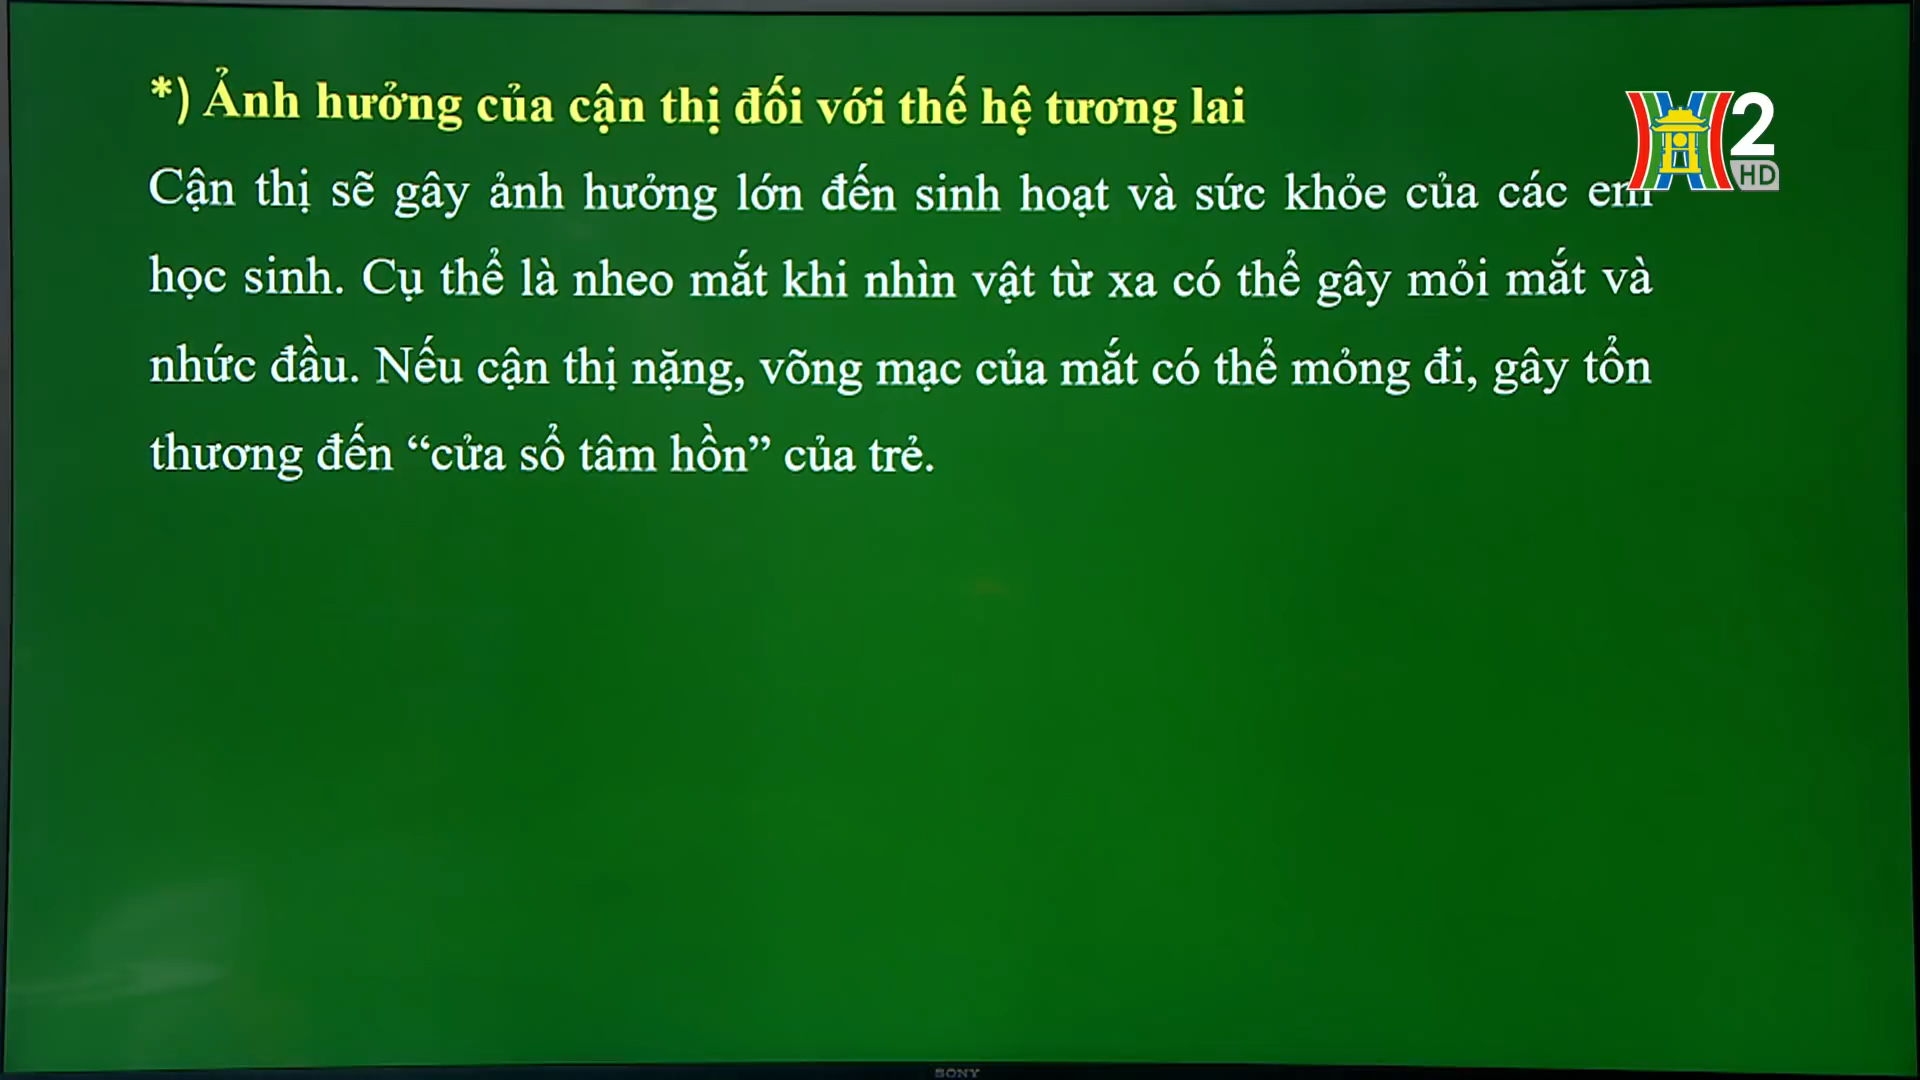 *) Ảnh hưởng của cận thị đối với thế hệ tương lai
2
HD
Cận thị sẽ gây ảnh hưởng lớn đến sinh hoạt và sức khỏe của các em
học sinh. Cụ thể là nheo mắt khi nhìn vật từ xa có thể gây mỏi mắt và
nhức đầu. Nếu cận thị nặng, võng mạc của mắt có thể mỏng đi, gây tổn
thương đến “cửa sổ tâm hồn” của trẻ.
SONY